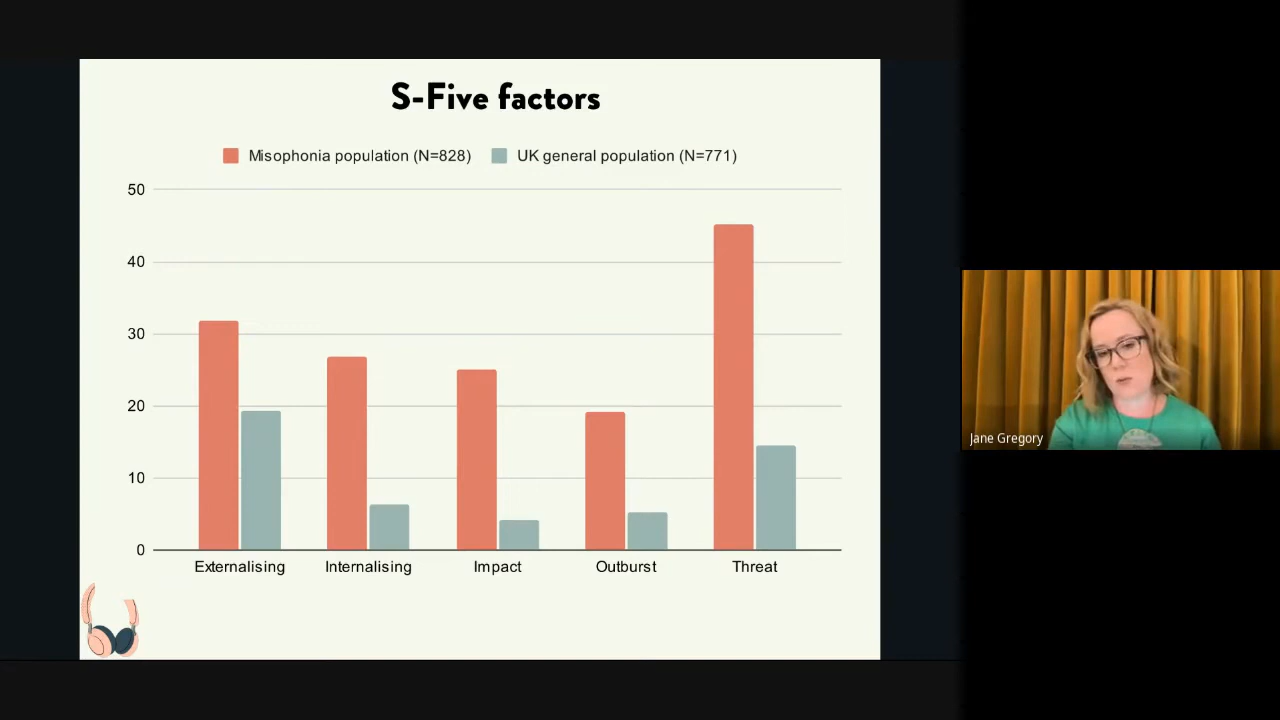 S-Five factors
Misophonia population (N=828) UK general population (N=771)
50
40
30
20
10
0
Externalising Internalising Impact Outburst Threat
Jane Gregory